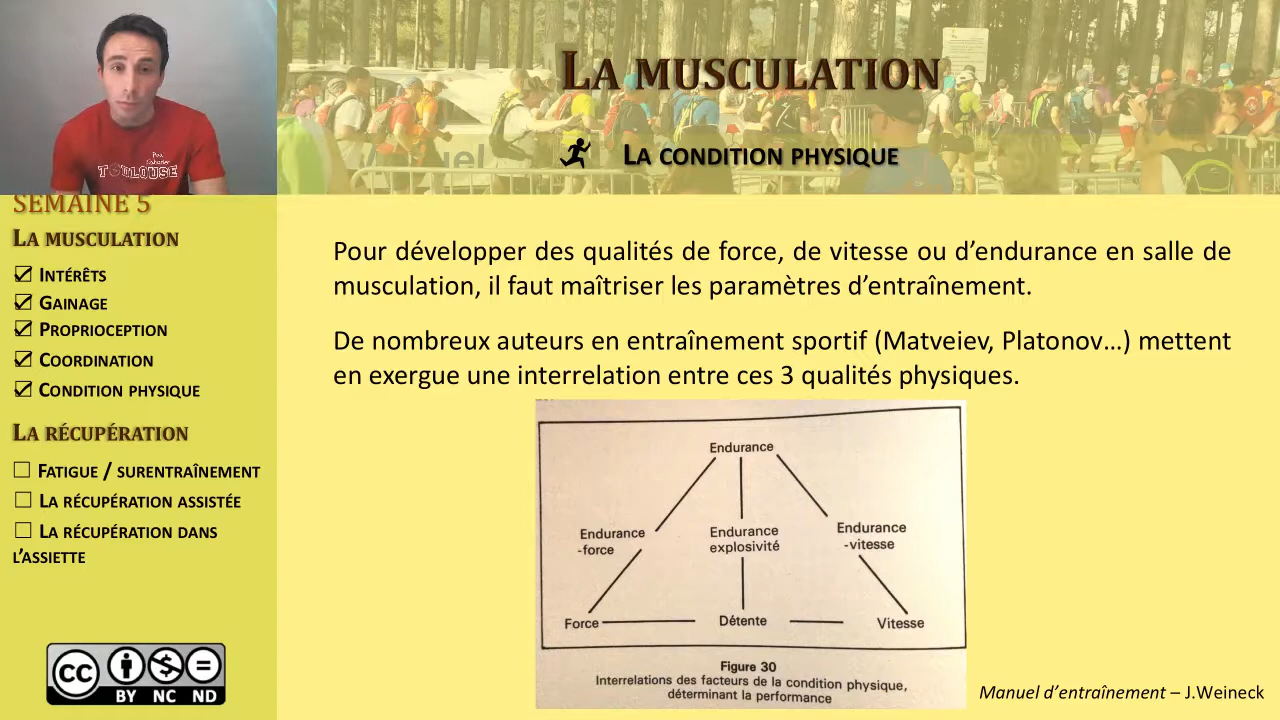 LA MUSCULATION
LA CONDITION PHYSIQUE
TOULOUSE
SEMAINE 5
LA MUSCULATION
☑ INTÉRÊTS
☑ GAINAGE
☑ PROPRIOCEPTION
☑ COORDINATION
☑ CONDITION PHYSIQUE
LA RÉCUPÉRATION
☐ FATIGUE / SURENTRAÎNEMENT
☐ LA RÉCUPÉRATION ASSISTÉE
☐ LA RÉCUPÉRATION DANS
L’ASSIETTE
CC BY NC ND
Pour développer des qualités de force, de vitesse ou d’endurance en salle de
musculation, il faut maîtriser les paramètres d’entraînement.
De nombreux auteurs en entraînement sportif (Matveiev, Platonov…) mettent
en exergue une interrelation entre ces 3 qualités physiques.
Endurance
Endurance
-force
Endurance
explosivité
Endurance
-vitesse
Force
Détente
Vitesse
Figure 30
Interrelations des facteurs de la condition physique,
déterminant la performance
Manuel d’entraînement – J.Weineck